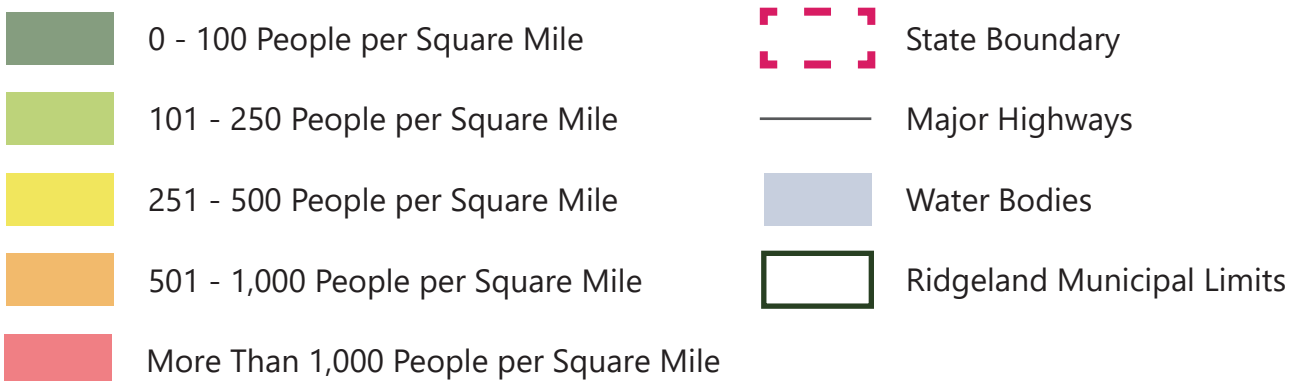 0 - 100 People per Square Mile
101 - 250 People per Square Mile
251 - 500 People per Square Mile
501 - 1,000 People per Square Mile
More Than 1,000 People per Square Mile
State Boundary
Major Highways
Water Bodies
Ridgeland Municipal Limits